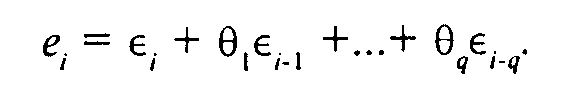 e_i = ϵ_i + θ_1ϵ_{i-1} +...+ θ_qϵ_{i-q}.